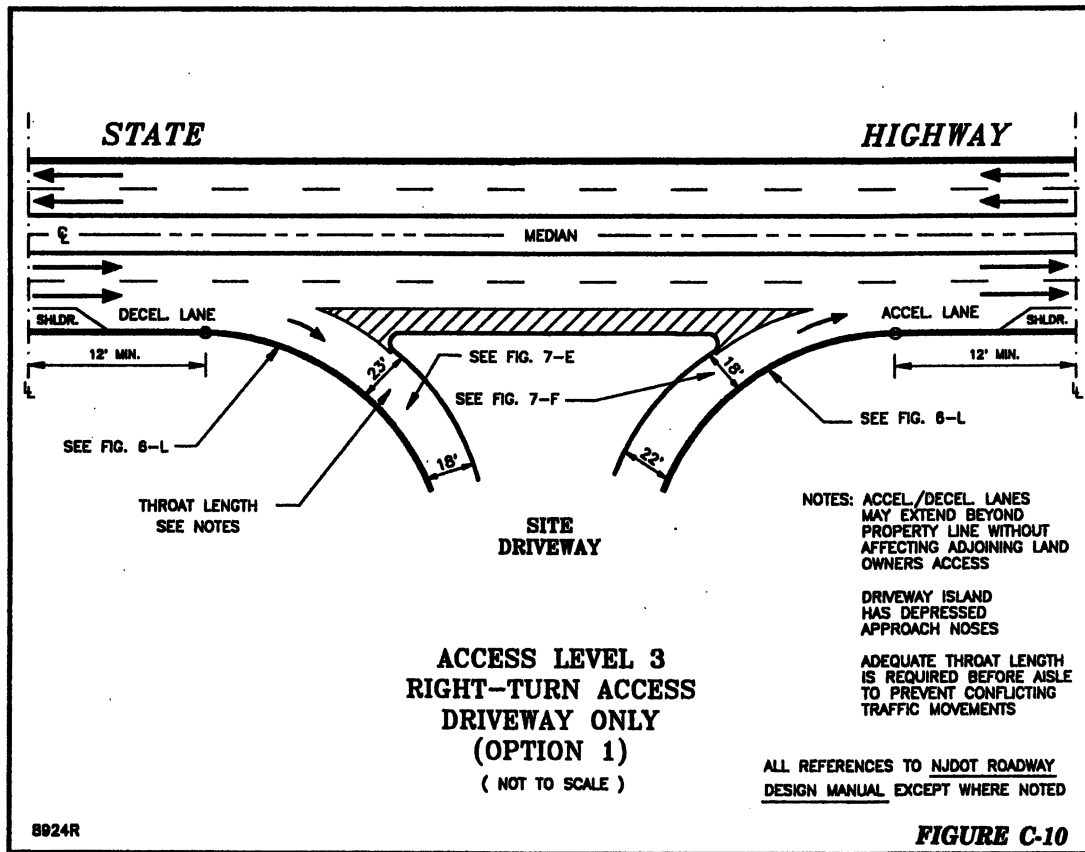 STATE HIGHWAY
℄ MEDIAN
SHLDR. DECEL. LANE ACCEL. LANE SHLDR.
12' MIN. 12' MIN.
23' SEE FIG. 7-E 18'
SEE FIG. 7-F
SEE FIG. 6-L SEE FIG. 6-L
18' 22'
THROAT LENGTH
SEE NOTES
SITE
DRIVEWAY
NOTES: ACCEL./DECEL. LANES
MAY EXTEND BEYOND
PROPERTY LINE WITHOUT
AFFECTING ADJOINING LAND
OWNERS ACCESS
DRIVEWAY ISLAND
HAS DEPRESSED
APPROACH NOSES
ADEQUATE THROAT LENGTH
IS REQUIRED BEFORE AISLE
TO PREVENT CONFLICTING
TRAFFIC MOVEMENTS
ACCESS LEVEL 3
RIGHT-TURN ACCESS
DRIVEWAY ONLY
(OPTION 1)
( NOT TO SCALE )
ALL REFERENCES TO NJDOT ROADWAY
DESIGN MANUAL EXCEPT WHERE NOTED
8924R
FIGURE C-10